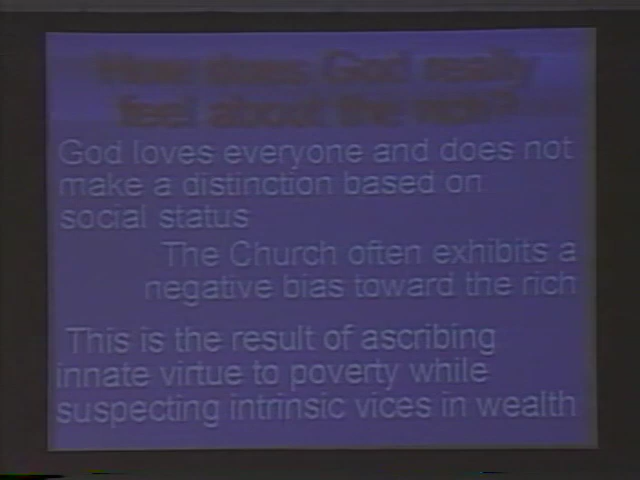 How does God really
feel about the rich?
God loves everyone and does not
make a distinction based on
social status
The Church often exhibits a
negative bias toward the rich
This is the result of ascribing
innate virtue to poverty while
suspecting intrinsic vices in wealth